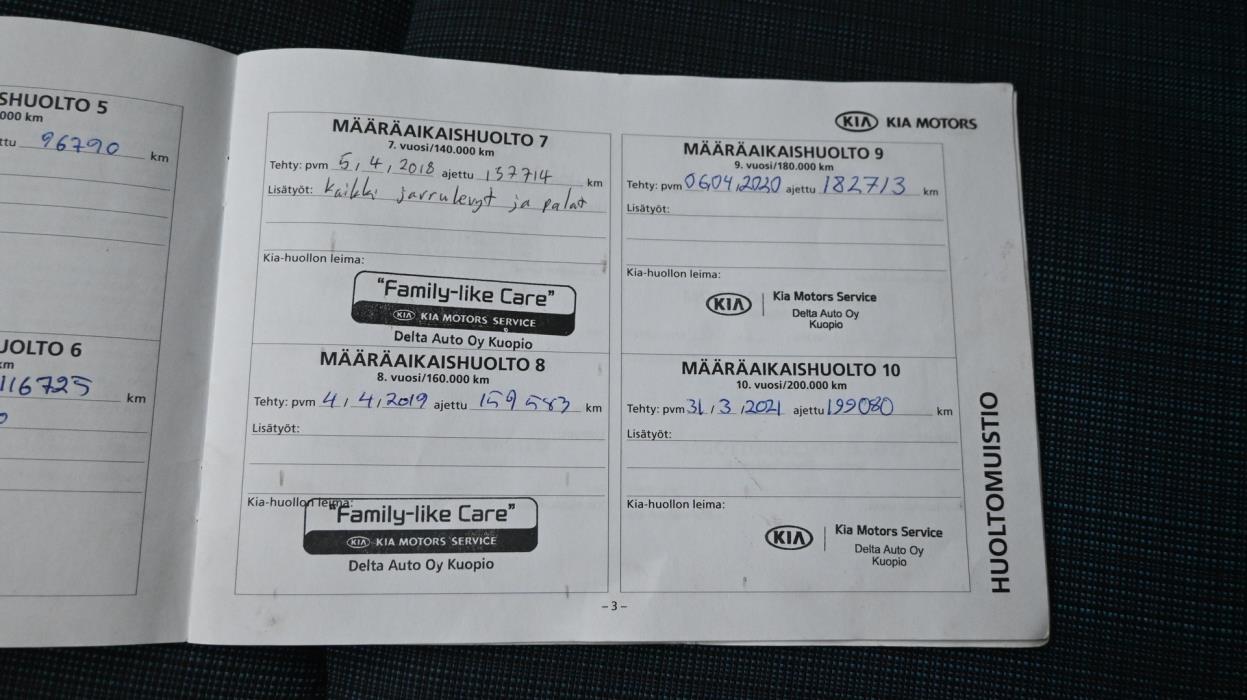 SHUOLTO 5
000 km
ttu 96790 km
UOLTO 6
km
116725 km
KIA KIA MOTORS
MÄÄRÄAIKAISHUOLTO 7
7. vuosi/140.000 km
Tehty: pvm 5,4,2018 ajettu 137714 km
Lisätyöt: kaikki jarrulevyt ja palat
Kia-huollon leima:
"Family-like Care"
KIA KIA MOTORS SERVICE
Delta Auto Oy Kuopio
MÄÄRÄAIKAISHUOLTO 8
8. vuosi/160.000 km
Tehty: pvm 4, 4,2019 ajettu 159583 km
Lisätyöt:
Kia-huollon leima:
"Family-like Care"
KIA KIA MOTORS SERVICE
Delta Auto Oy Kuopio
MÄÄRÄAIKAISHUOLTO 9
9. vuosi/180.000 km
Tehty: pvm 06,04,2020 ajettu 182713 km
Lisätyöt:
Kia-huollon leima:
KIA Kia Motors Service
Delta Auto Oy
Kuopio
MÄÄRÄAIKAISHUOLTO 10
10. vuosi/200.000 km
Tehty: pvm 31,3,2021 ajettu 199080 km
Lisätyöt:
Kia-huollon leima:
KIA Kia Motors Service
Delta Auto Oy
Kuopio
HUOLTOMUISTIO
– 3 –